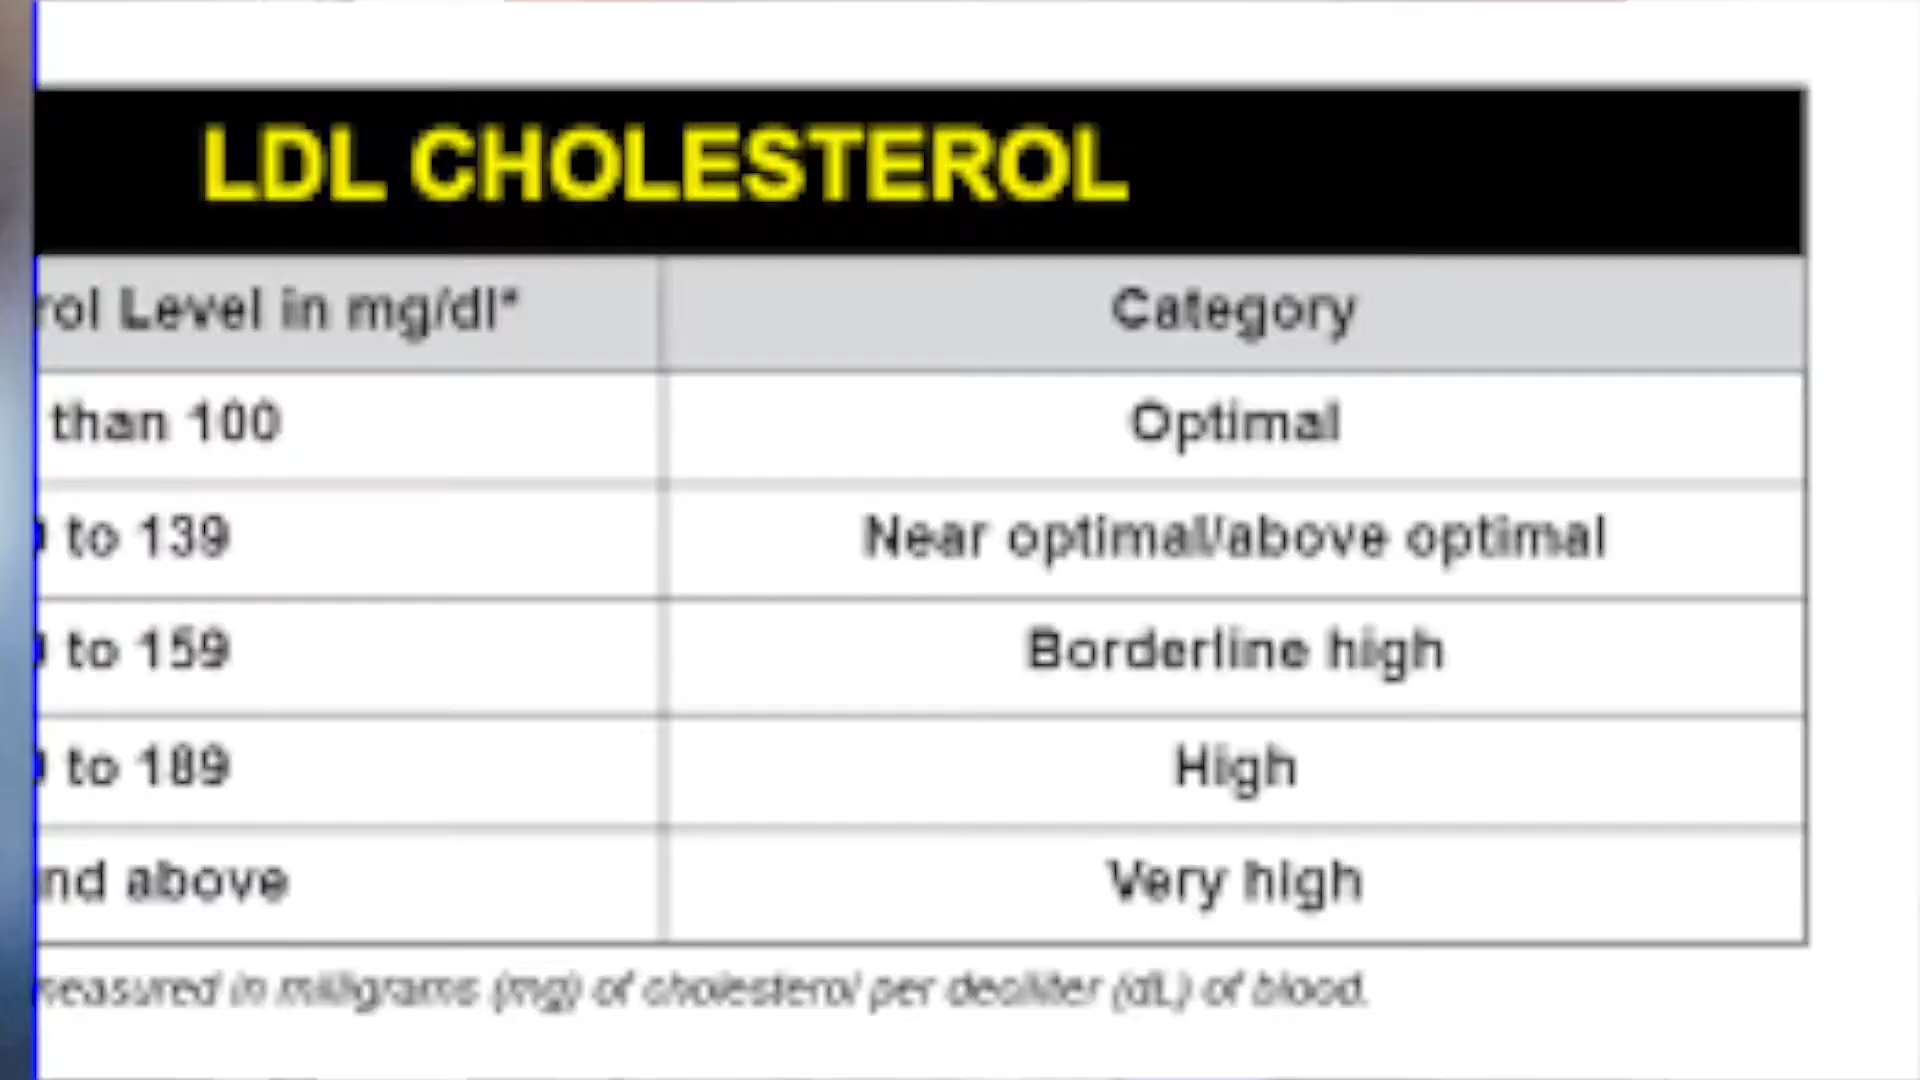 LDL CHOLESTEROL
rol Level in mg/dl* Category
than 100 Optimal
to 139 Near optimal/above optimal
to 159 Borderline high
to 189 High
nd above Very high
measured in milligrams (mg) of cholesterol per deciliter (dL) of blood.